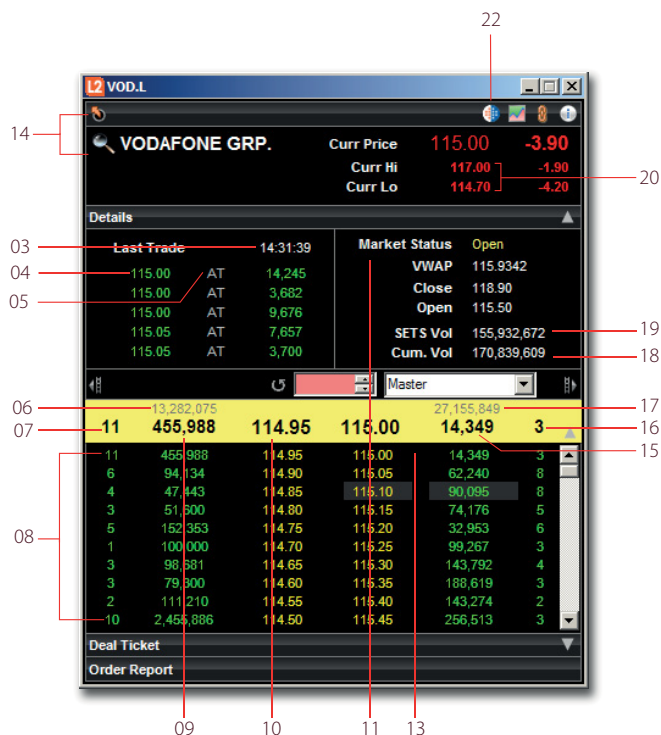 22
L2 VOD.L
14
VODAFONE GRP. Curr Price 115.00 -3.90
Curr Hi 117.00 -1.90
20
Curr Lo 114.70 -4.20
Details
03 Last Trade 14:31:39 Market Status Open
04 115.00 AT 14,245 VWAP 115.9342
05 115.00 AT 3,682 Close 118.90
115.00 AT 9,676 Open 115.50
115.05 AT 7,657 SETS Vol 155,932,672 19
115.05 AT 3,700 Cum. Vol 170,839,609 18
Master
06 13,282,075 27,155,849 17
07 11 455,988 114.95 115.00 14,349 3 16
15
11 455,988 114.95 115.00 14,349 3
6 94,134 114.90 115.05 62,240 8
4 47,443 114.85 115.10 90,095 8
3 51,600 114.80 115.15 74,176 5
08 5 152,353 114.75 115.20 32,953 6
1 100,000 114.70 115.25 99,267 3
3 98,681 114.65 115.30 143,792 4
3 79,300 114.60 115.35 188,619 3
2 111,210 114.55 115.40 143,274 2
10 2,455,886 114.50 115.45 256,513 3
Deal Ticket
Order Report
09 10 11 13